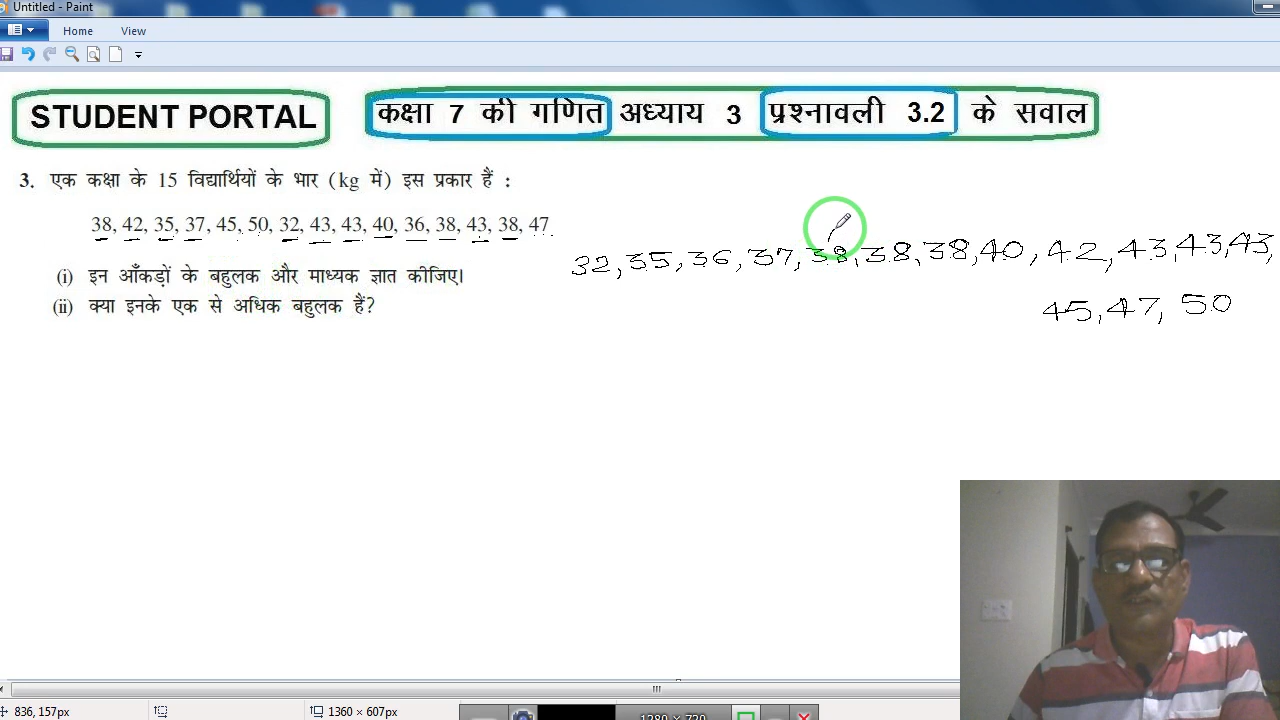 Untitled - Paint
Home View
STUDENT PORTAL कक्षा 7 की गणित अध्याय 3 प्रश्नावली 3.2 के सवाल
3. एक कक्षा के 15 विद्यार्थियों के भार (kg में) इस प्रकार हैं :
38, 42, 35, 37, 45, 50, 32, 43, 43, 40, 36, 38, 43, 38, 47
32, 35, 36, 37, 38, 38, 38, 40, 42, 43, 43, 43,
45, 47, 50
(i) इन आँकड़ों के बहुलक और माध्यक ज्ञात कीजिए।
(ii) क्या इनके एक से अधिक बहुलक हैं?
836, 157px 1360 × 607px 1280 × 720